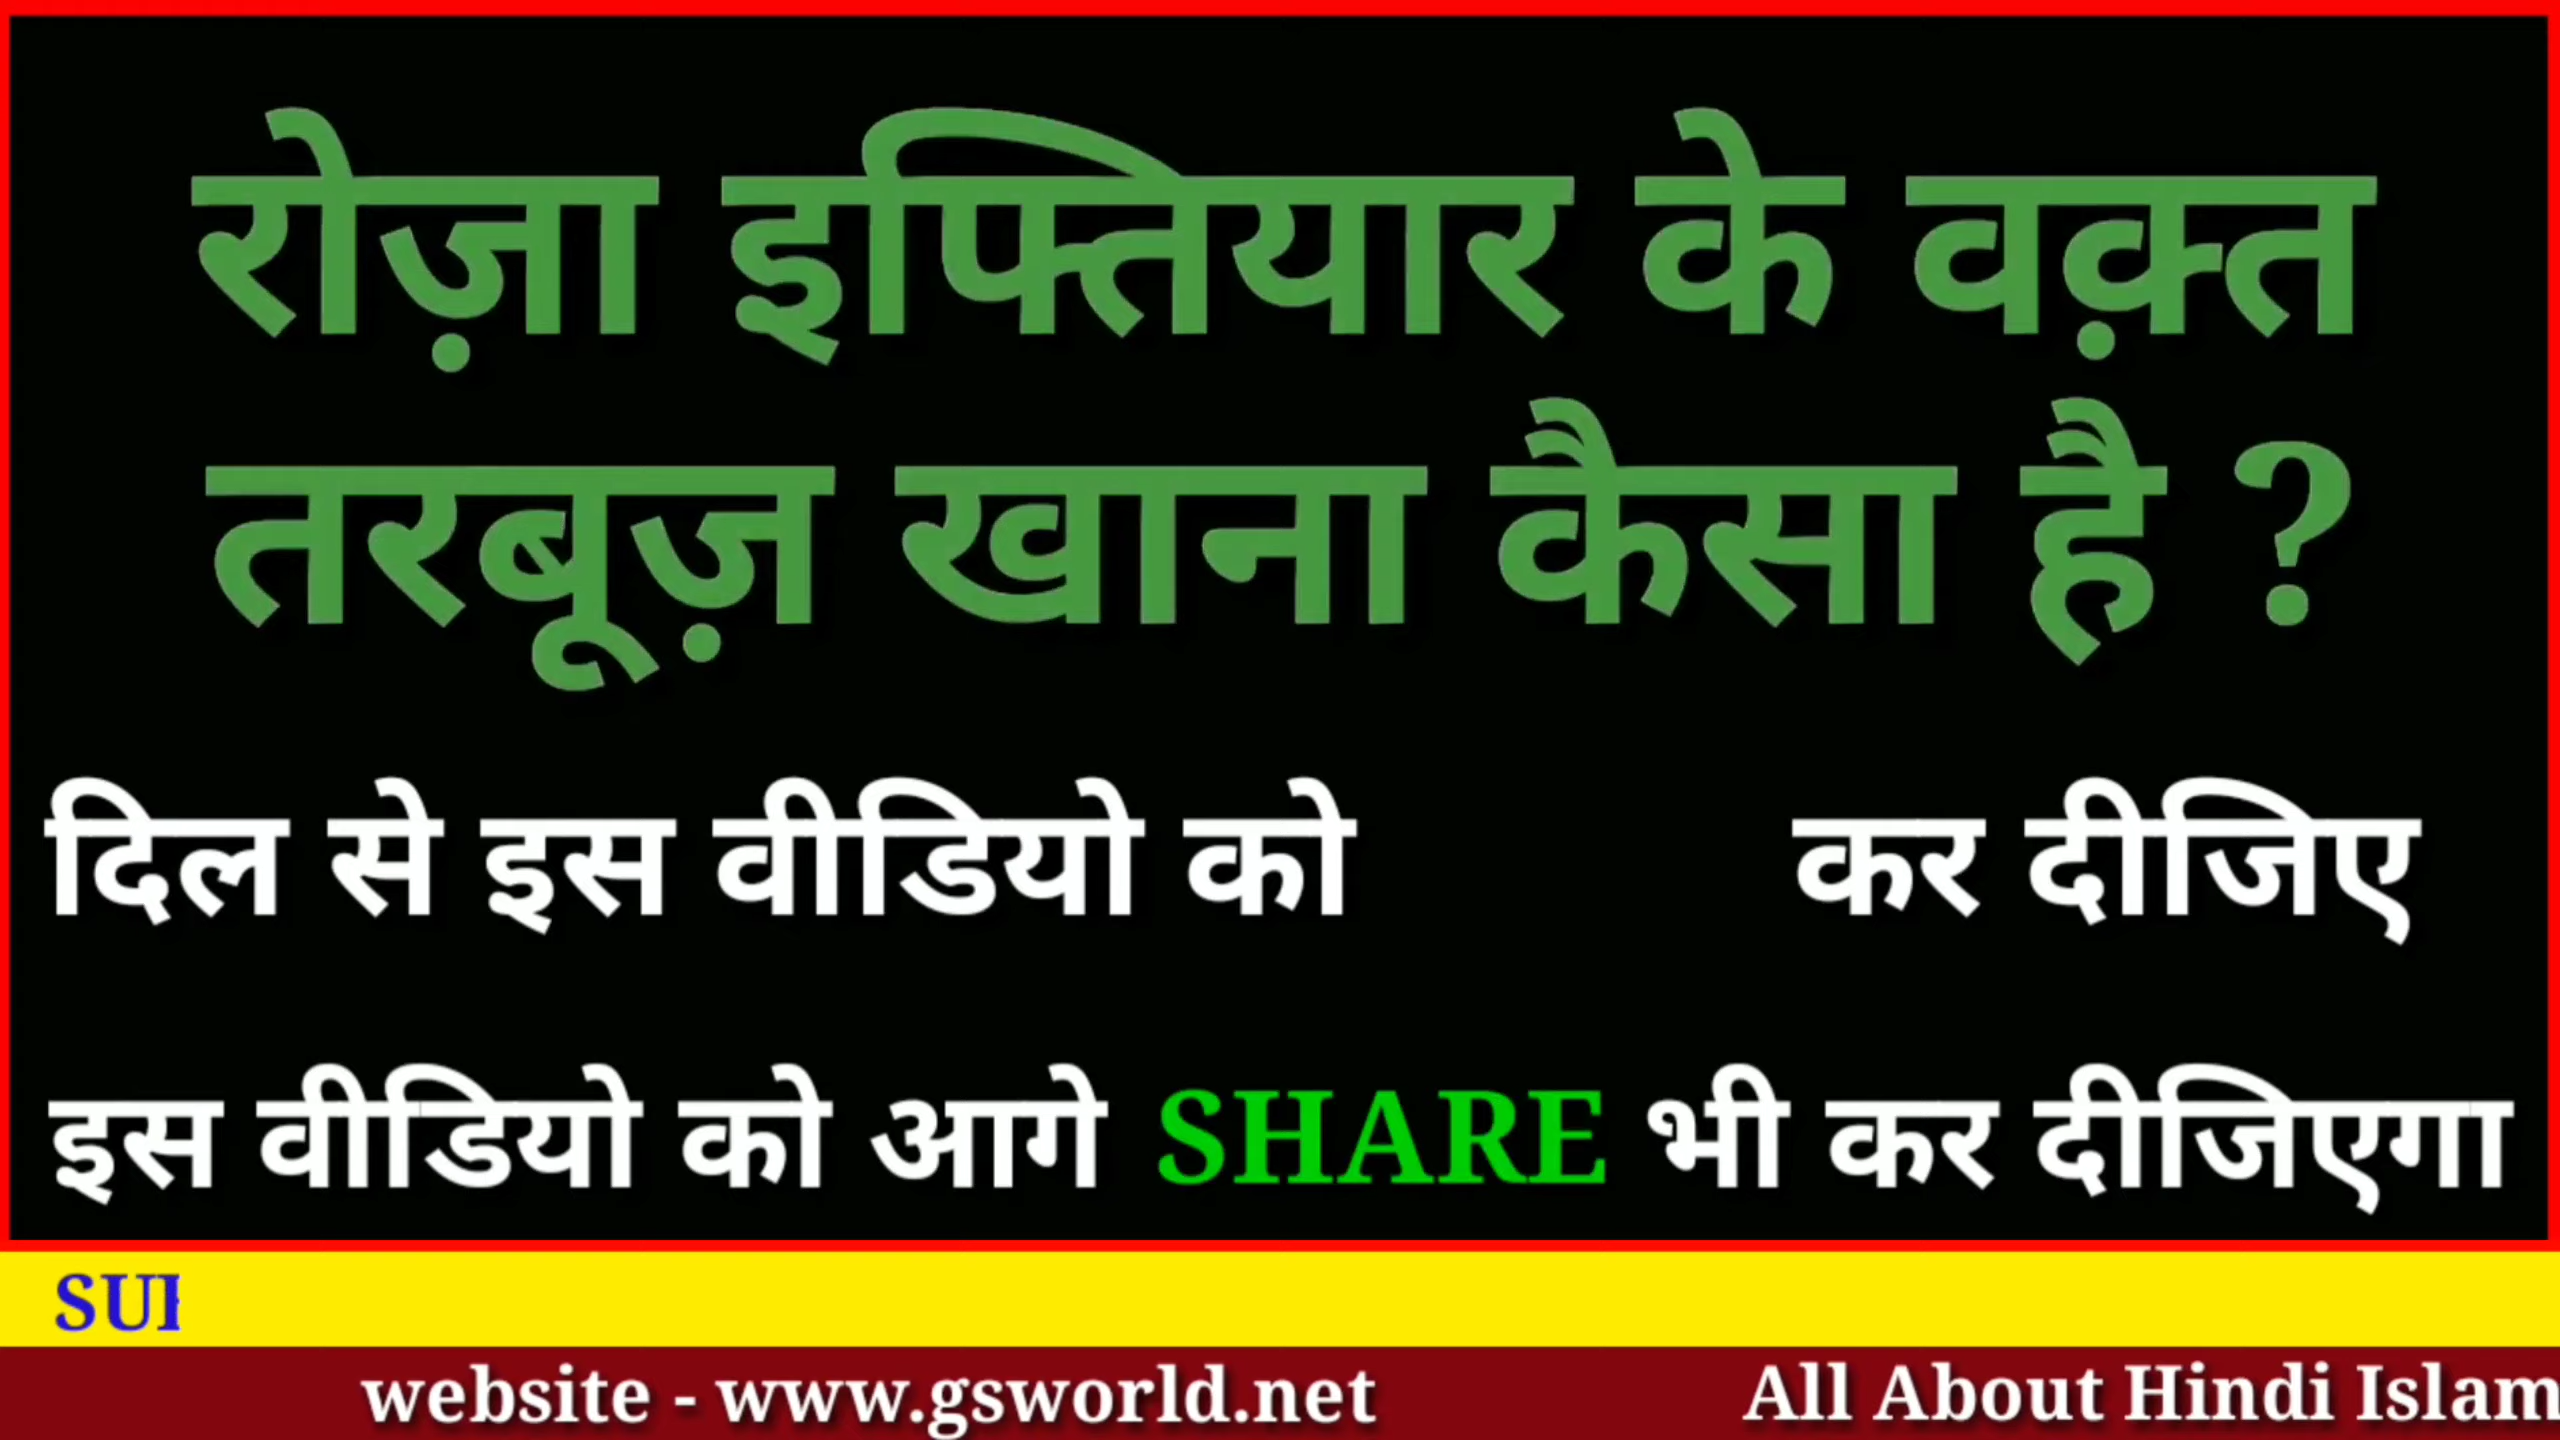 रोज़ा इफ्तियार के वक़्त
तरबूज़ खाना कैसा है ?
दिल से इस वीडियो को कर दीजिए
इस वीडियो को आगे SHARE भी कर दीजिएगा
website - www.gsworld.net All About Hindi Islam